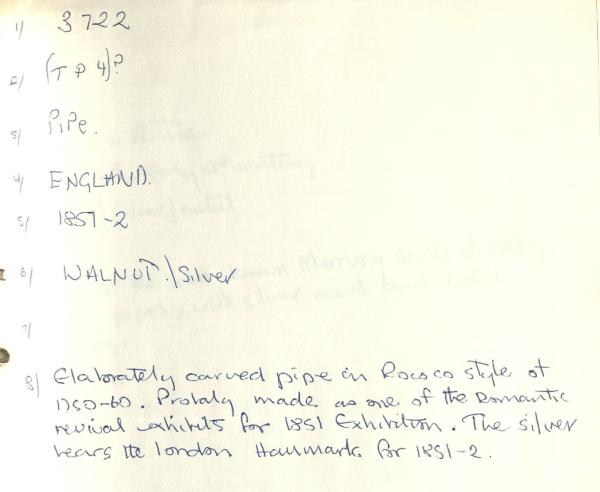 1/ 3722
2/ (T P 4)?
3/ PiPe.
4/ ENGLAND.
5/ 1851-2
6/ WALNUT./Silver
7/
8/ Elaborately carved pipe in Rococo style of
1750-60. Probaly made as one of the Romantic
revival exhibits for 1851 Exhibition. The silver
bears the london Hallmarks for 1851-2.